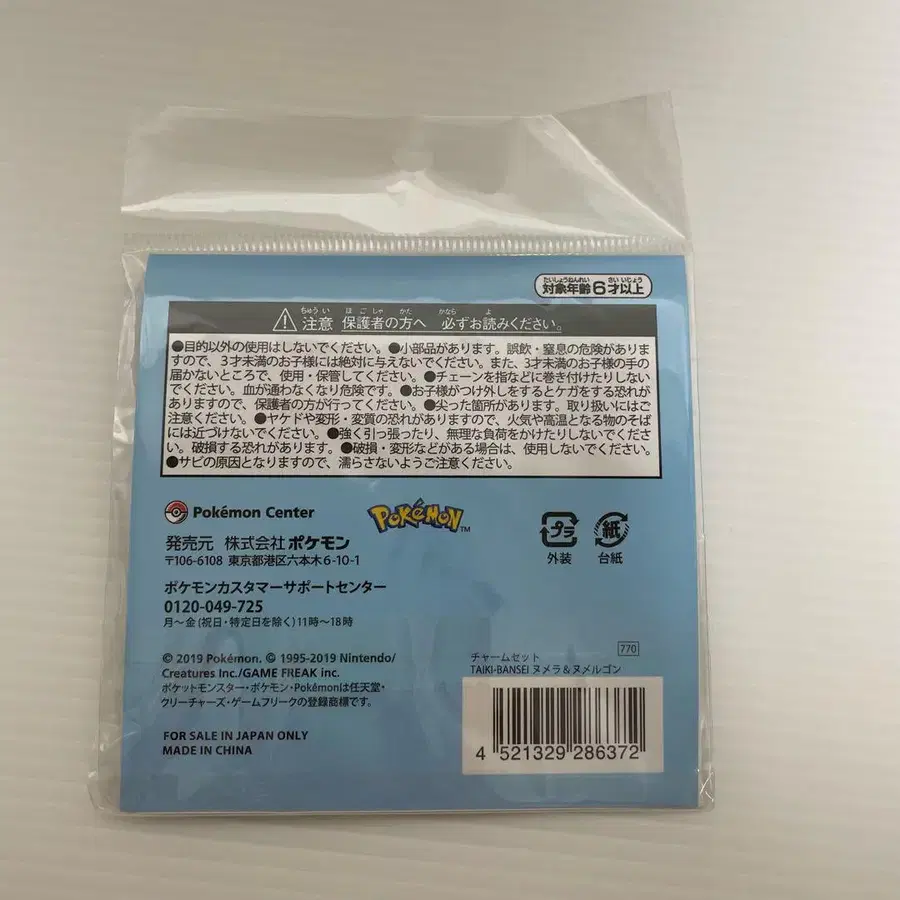 たいしょうねんれい さい いじょう
対象年齢6才以上
ちゅうい ほごしゃ かた かなら よ
注意 保護者の方へ 必ずお読みください。
●目的以外の使用はしないでください。●小部品があります。誤飲・窒息の危険がありま
すので、3才未満のお子様には絶対に与えないでください。また、3才未満のお子様の手の
届かないところで、使用・保管してください。●チェーンを指などに巻き付けたりしない
でください。血が通わなくなり危険です。●お子様がつけ外しをするとケガをする恐れが
ありますので、保護者の方が行ってください。●尖った箇所があります。取り扱いにはご
注意ください。●ヤケドや変形・変質の恐れがありますので、火気や高温となる物のそば
には近づけないでください。●強く引っ張ったり、無理な負荷をかけたりしないでくださ
い。破損する恐れがあります。●破損・変形などがある場合は、使用しないでください。
●サビの原因となりますので、濡らさないようご注意ください。
Pokémon Center
POKéMON TM
プラ
外装
紙
台紙
発売元 株式会社ポケモン
〒106-6108 東京都港区六本木6-10-1
ポケモンカスタマーサポートセンター
0120-049-725
月～金(祝日・特定日を除く)11時～18時
© 2019 Pokémon. © 1995-2019 Nintendo/
Creatures Inc./GAME FREAK inc.
ポケットモンスター・ポケモン・Pokémonは任天堂・
クリーチャーズ・ゲームフリークの登録商標です。
FOR SALE IN JAPAN ONLY
MADE IN CHINA
770
チャームセット
TAIKI-BANSEI ヌメラ＆ヌメルゴン
4 521329 286372